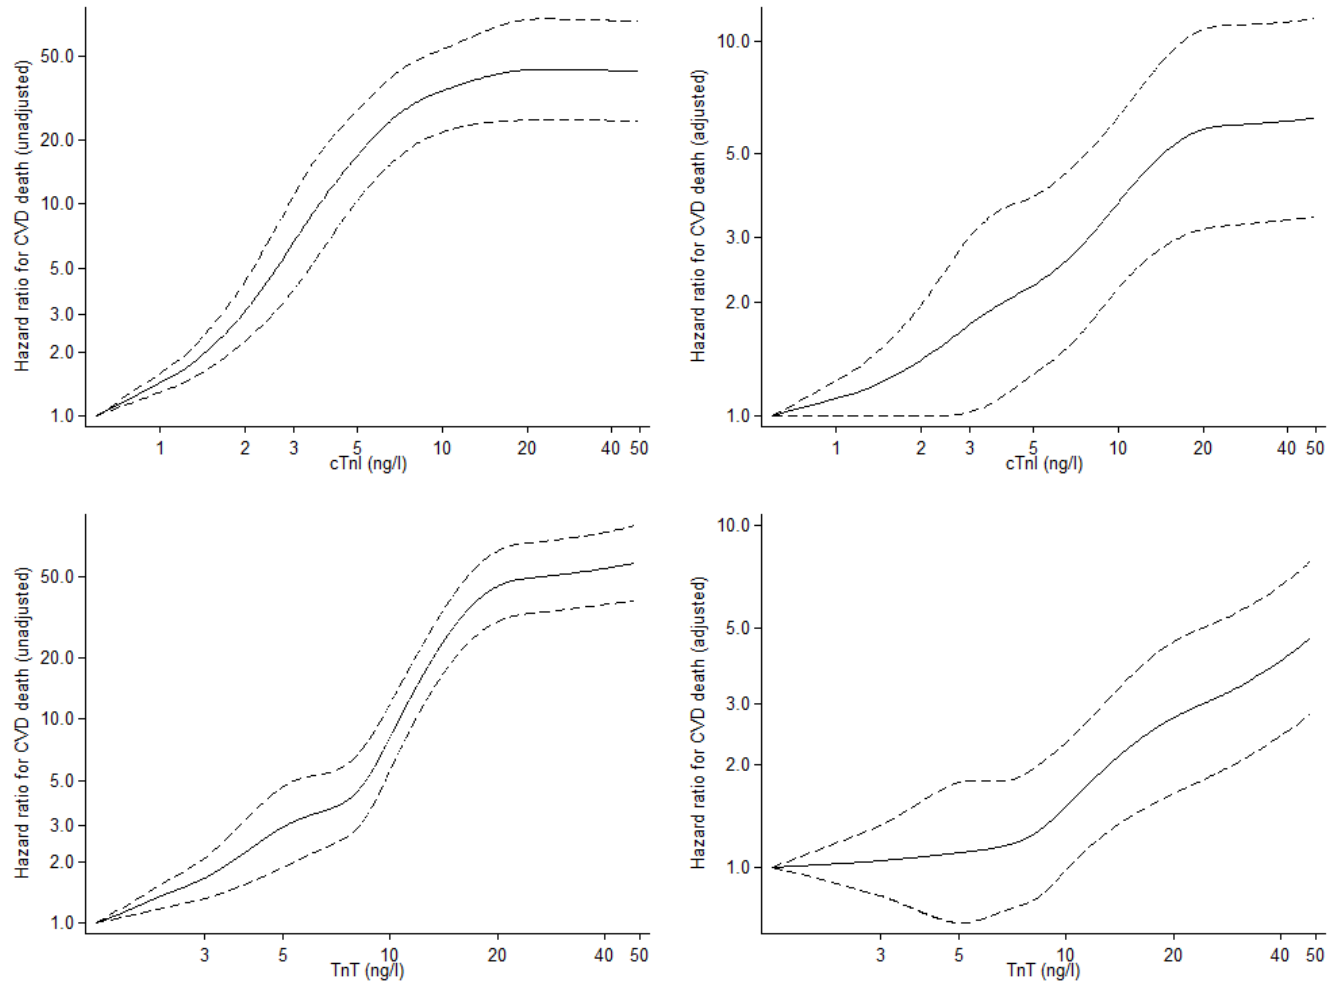 Hazard ratio for CVD death (unadjusted)
50.0
20.0
10.0
5.0
3.0
2.0
1.0
1 2 3 5 10 20 40 50
cTnI (ng/l)
Hazard ratio for CVD death (adjusted)
10.0
5.0
3.0
2.0
1.0
1 2 3 5 10 20 40 50
cTnI (ng/l)
Hazard ratio for CVD death (unadjusted)
50.0
20.0
10.0
5.0
3.0
2.0
1.0
3 5 10 20 40 50
TnT (ng/l)
Hazard ratio for CVD death (adjusted)
10.0
5.0
3.0
2.0
1.0
3 5 10 20 40 50
TnT (ng/l)